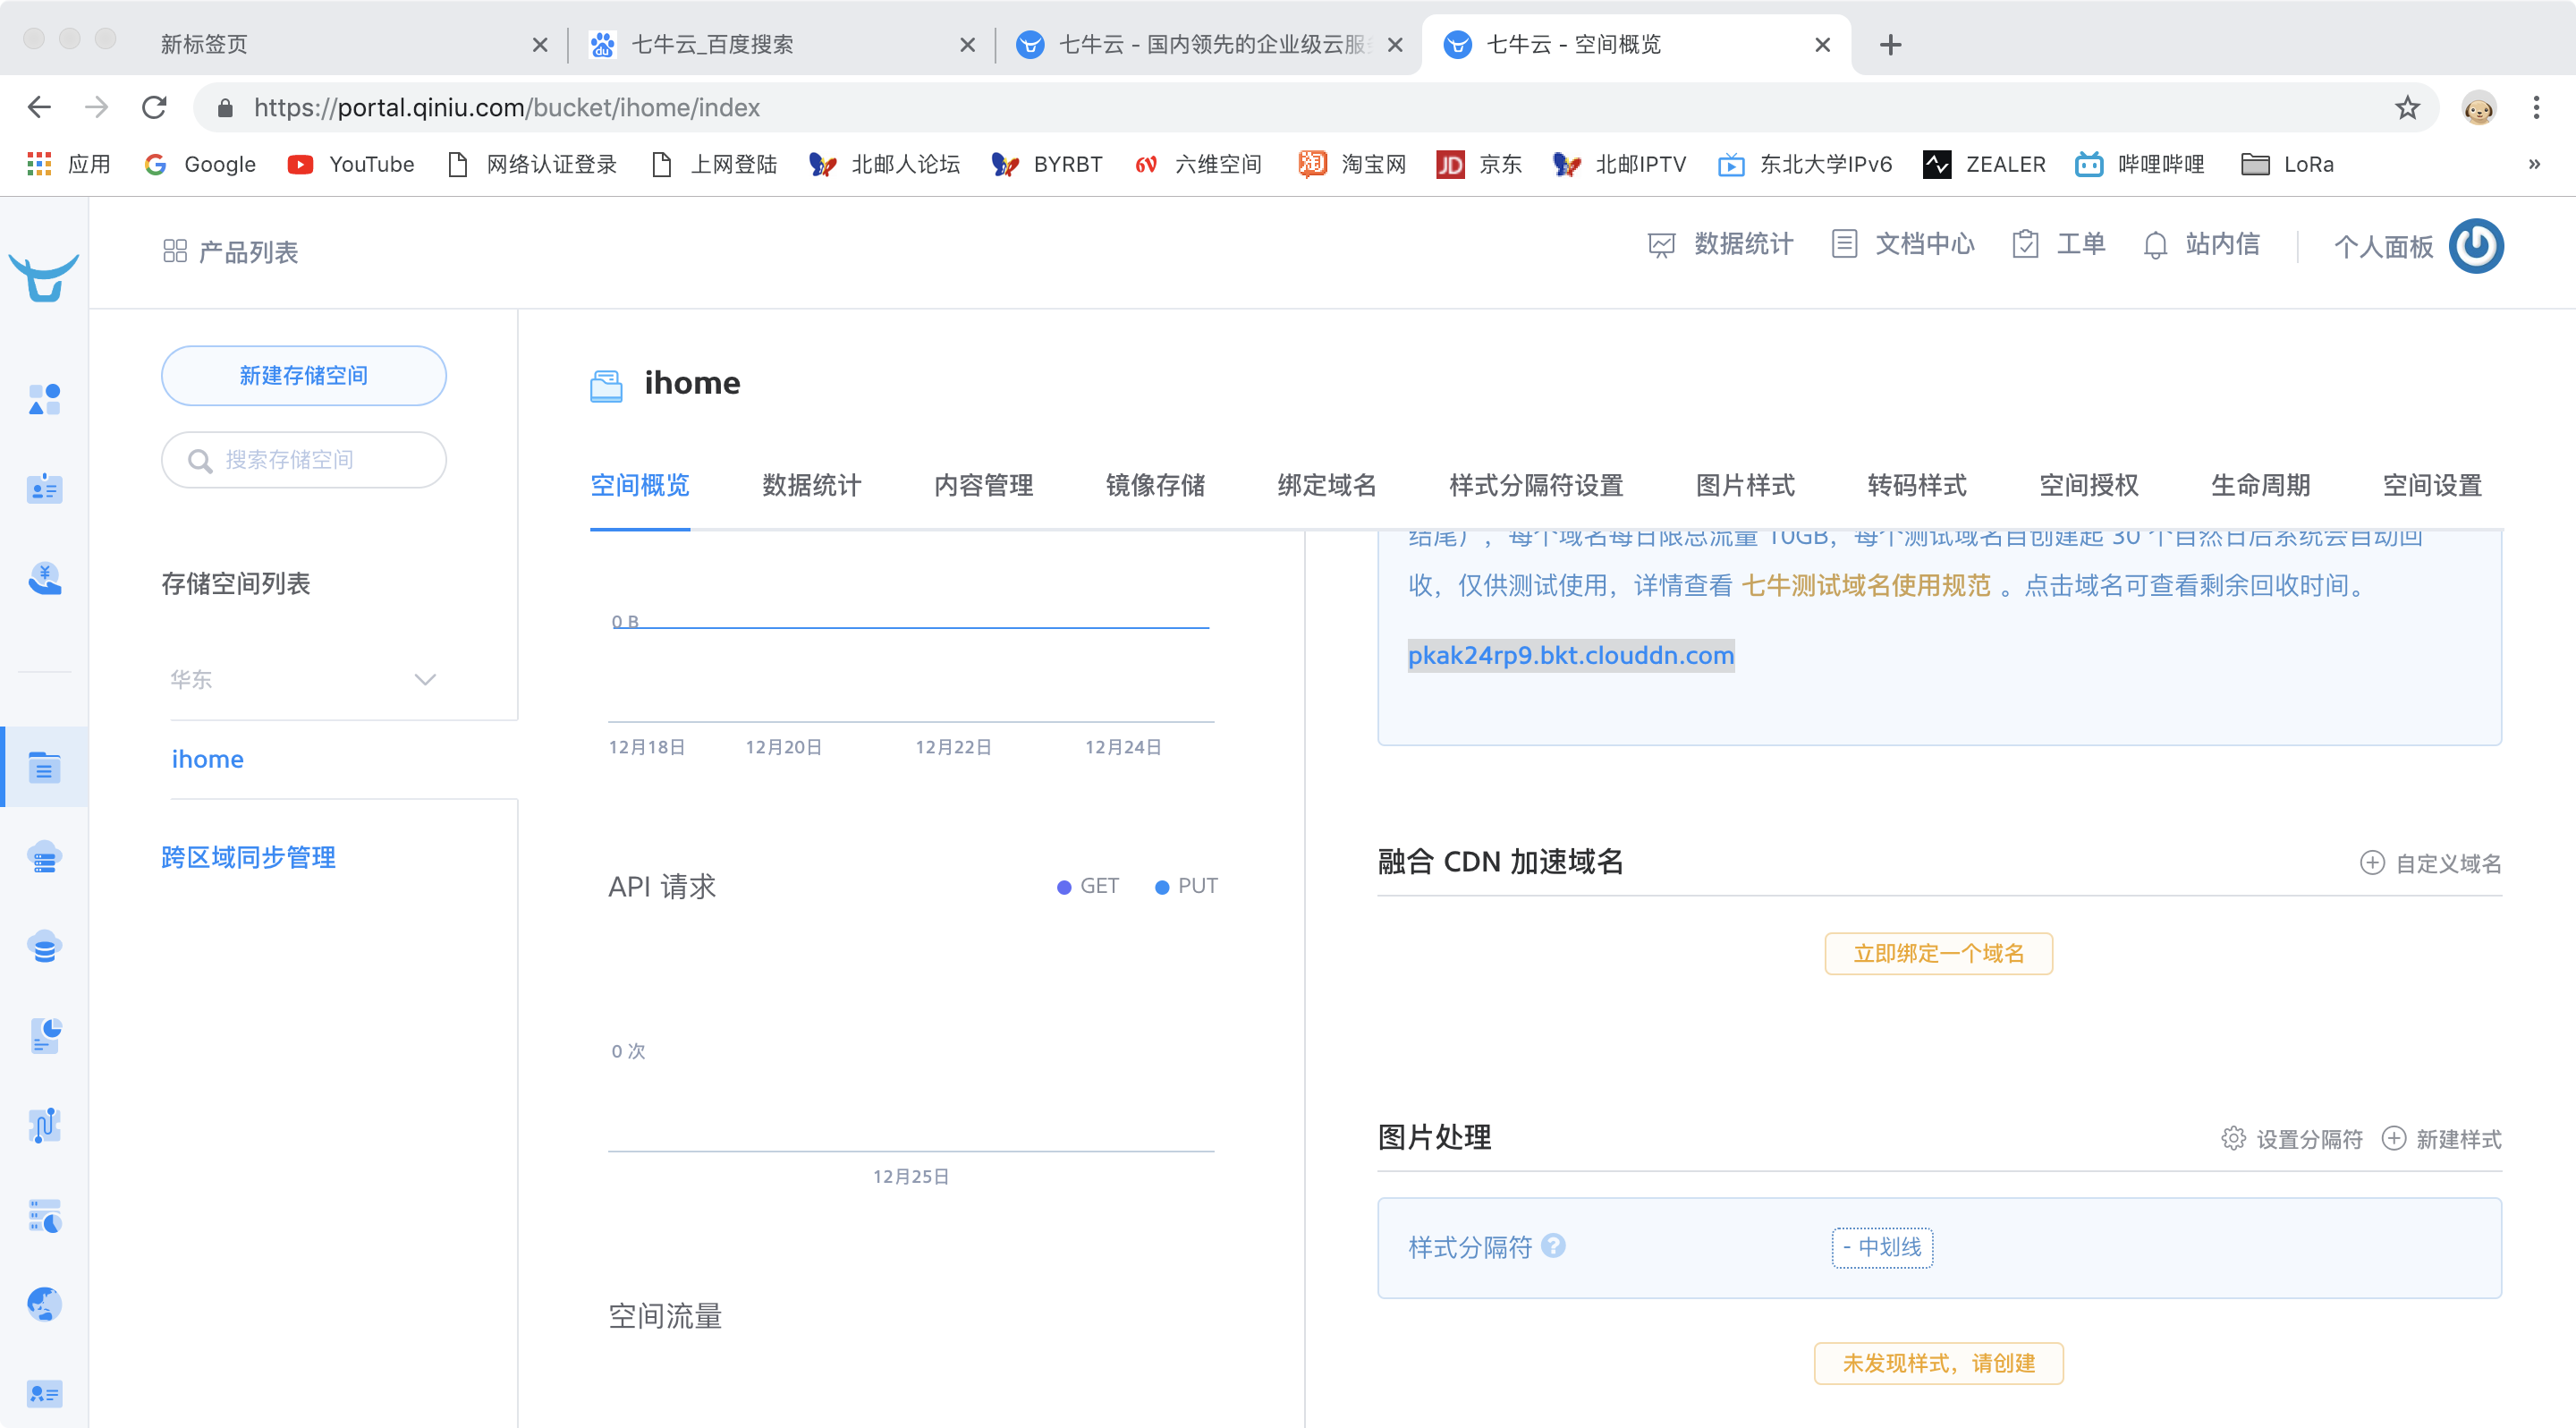 新标签页
七牛云_百度搜索
七牛云 - 国内领先的企业级云服
七牛云 - 空间概览
https://portal.qiniu.com/bucket/ihome/index
应用
Google
YouTube
网络认证登录
上网登陆
北邮人论坛
BYRBT
6V 六维空间
淘 淘宝网
JD 京东
北邮IPTV
东北大学IPv6
ZEALER
哔哩哔哩
LoRa
»
产品列表
数据统计
文档中心
工单
站内信
个人面板
新建存储空间
搜索存储空间
存储空间列表
华东
ihome
跨区域同步管理
ihome
空间概览
数据统计
内容管理
镜像存储
绑定域名
样式分隔符设置
图片样式
转码样式
空间授权
生命周期
空间设置
0 B
12月18日
12月20日
12月22日
12月24日
API 请求
GET
PUT
0 次
12月25日
空间流量
结尾），每个域名每日限总流量 10GB，每个测试域名自创建起 30 个自然日后系统会自动回
收，仅供测试使用，详情查看 七牛测试域名使用规范 。点击域名可查看剩余回收时间。
pkak24rp9.bkt.clouddn.com
融合 CDN 加速域名
自定义域名
立即绑定一个域名
图片处理
设置分隔符
新建样式
样式分隔符
- 中划线
未发现样式，请创建